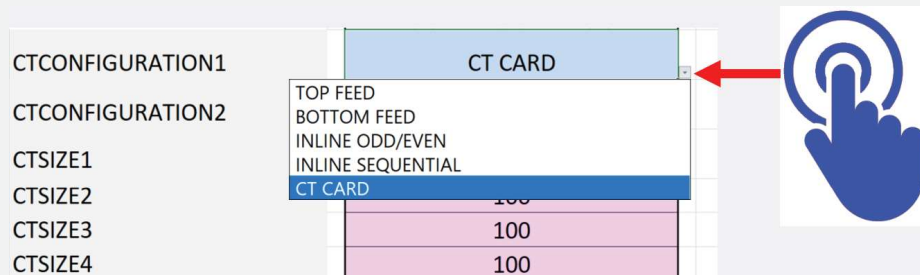 CTCONFIGURATION1 CT CARD
TOP FEED
CTCONFIGURATION2 BOTTOM FEED
INLINE ODD/EVEN
CTSIZE1 INLINE SEQUENTIAL
CTSIZE2 CT CARD
CTSIZE3 100
CTSIZE4 100